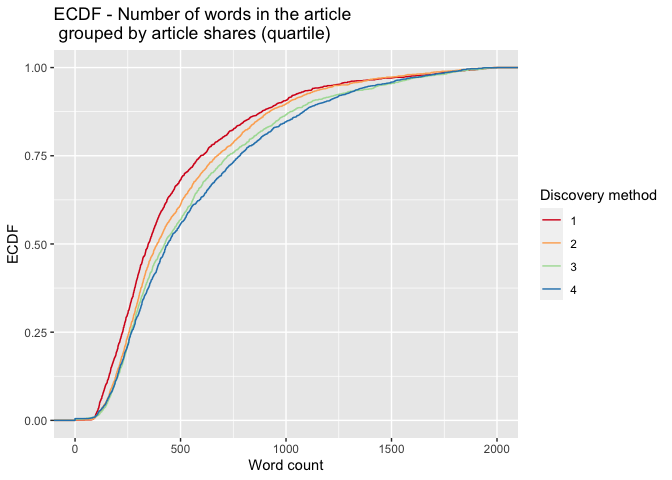 ECDF - Number of words in the article
grouped by article shares (quartile)
1.00
0.75
0.50
0.25
0.00
ECDF
0
500
1000
1500
2000
Word count
Discovery method
1
2
3
4